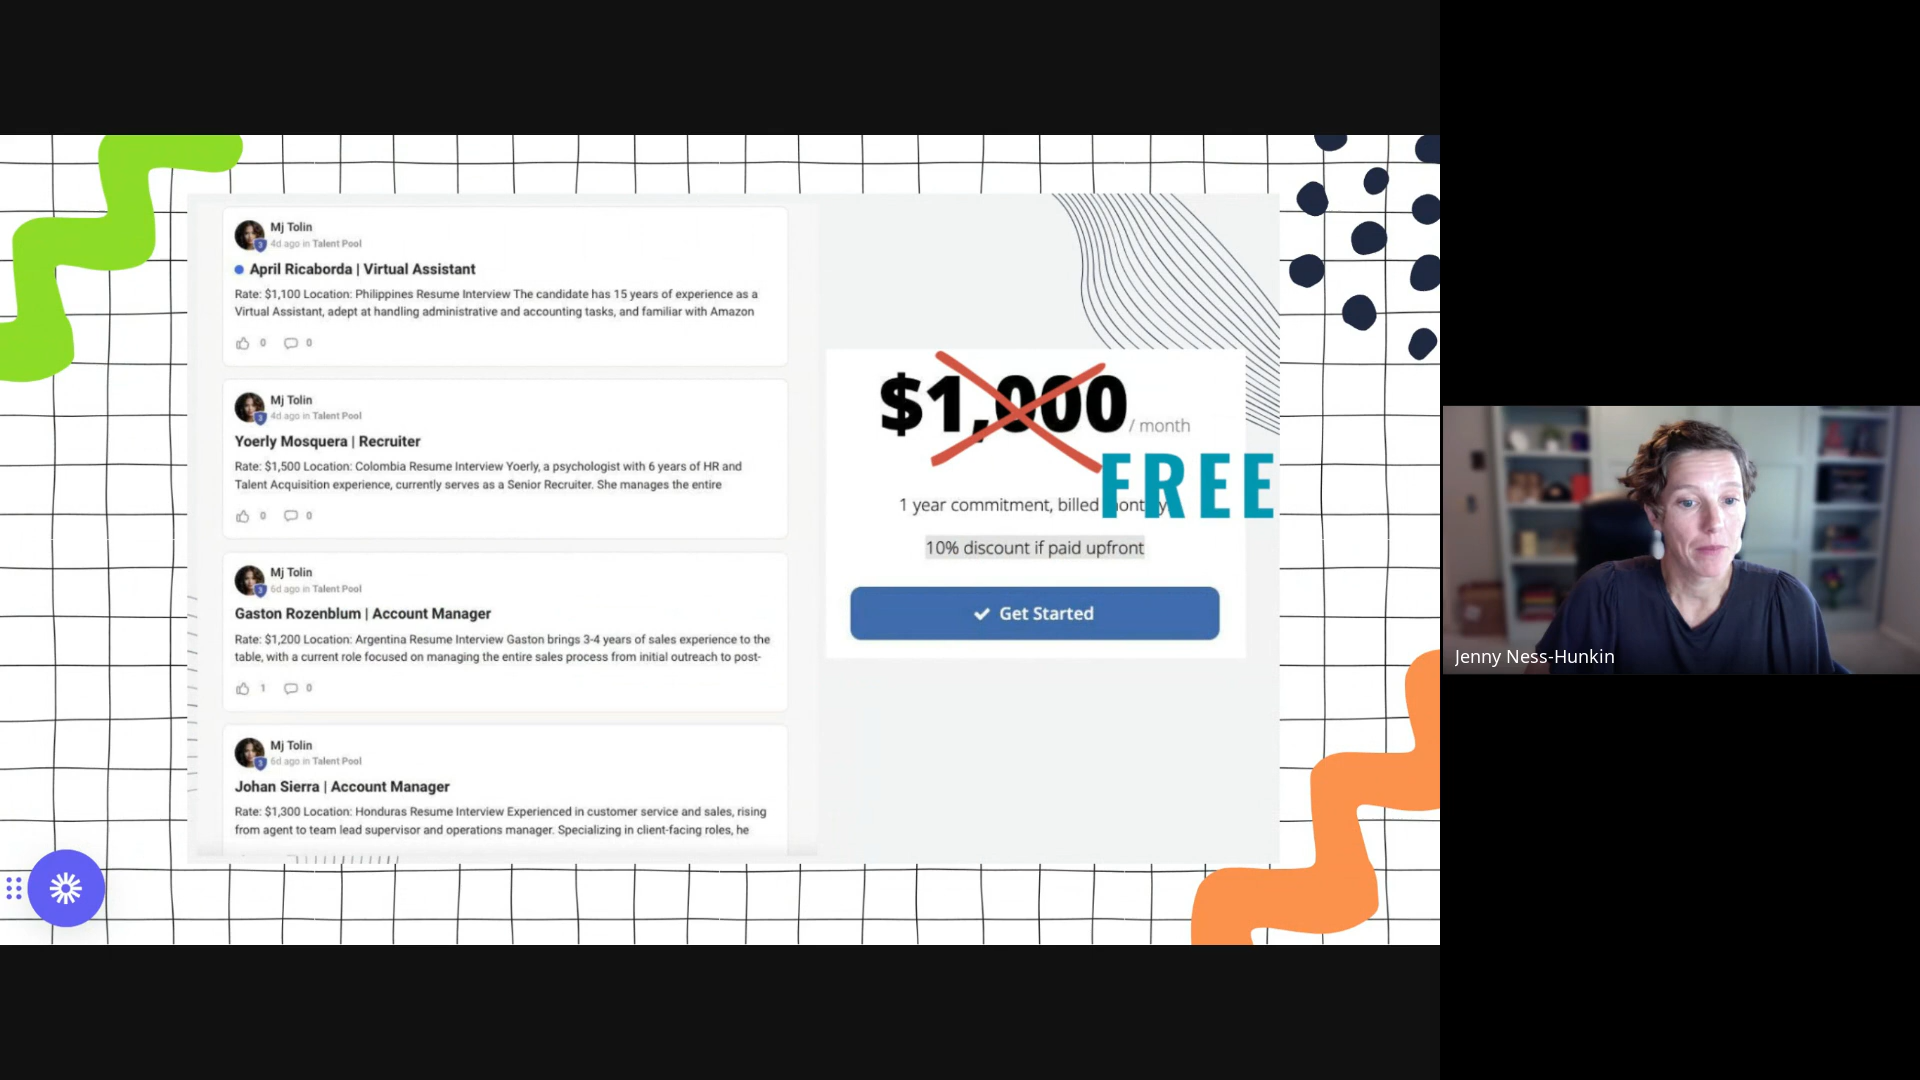 Mj Tolin
4d ago in Talent Pool
April Ricaborda | Virtual Assistant
Rate: $1,100 Location: Philippines Resume Interview The candidate has 15 years of experience as a
Virtual Assistant, adept at handling administrative and accounting tasks, and familiar with Amazon
0 0
Mj Tolin
4d ago in Talent Pool
Yoerly Mosquera | Recruiter
Rate: $1,500 Location: Colombia Resume Interview Yoerly, a psychologist with 6 years of HR and
Talent Acquisition experience, currently serves as a Senior Recruiter. She manages the entire
0 0
Mj Tolin
6d ago in Talent Pool
Gaston Rozenblum | Account Manager
Rate: $1,200 Location: Argentina Resume Interview Gaston brings 3-4 years of sales experience to the
table, with a current role focused on managing the entire sales process from initial outreach to post-
1 0
Mj Tolin
6d ago in Talent Pool
Johan Sierra | Account Manager
Rate: $1,300 Location: Honduras Resume Interview Experienced in customer service and sales, rising
from agent to team lead supervisor and operations manager. Specializing in client-facing roles, he
$1,000 / month
FREE
1 year commitment, billed
10% discount if paid upfront
Get Started
Jenny Ness-Hunkin